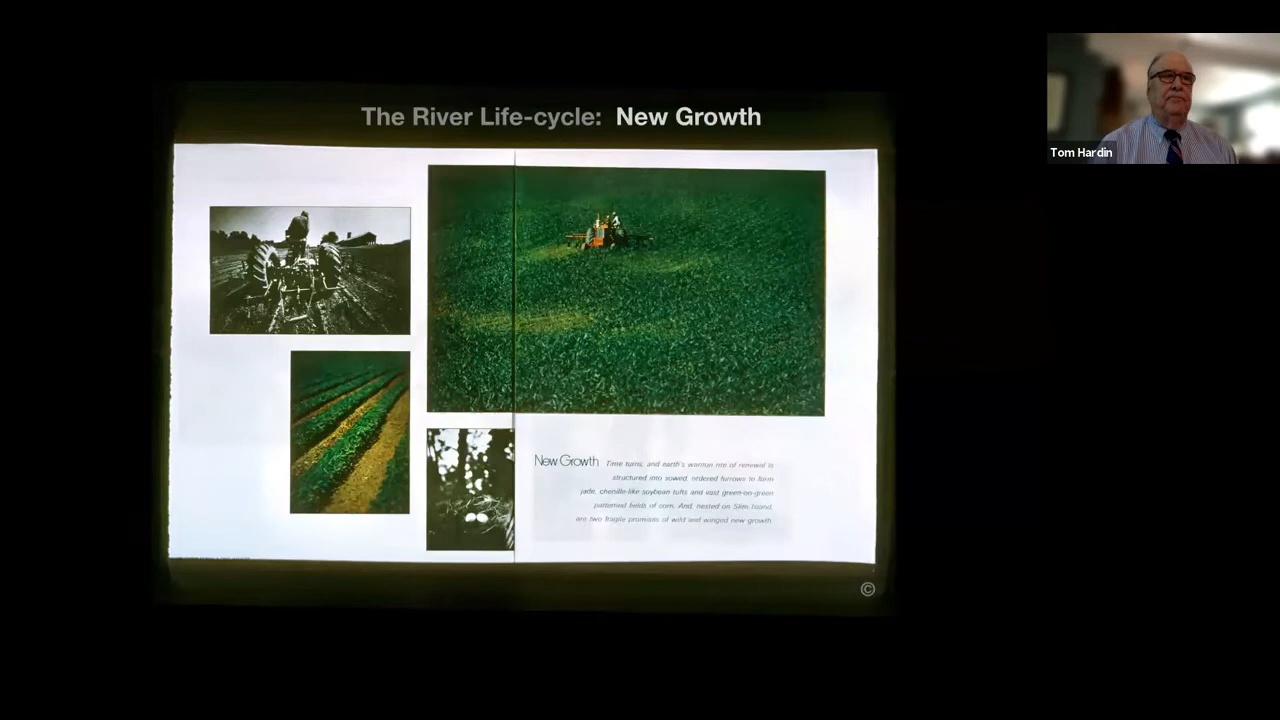 The River Life-cycle: New Growth
Tom Hardin
New Growth Time turns, and earth's wanton rite of renewal is
structured into sowed, ordered furrows to form
jade, chenille-like soybean tufts and vast green-on-green
patterned fields of corn. And, nested on Slim Island,
are two fragile promises of wild and winged new growth.
©